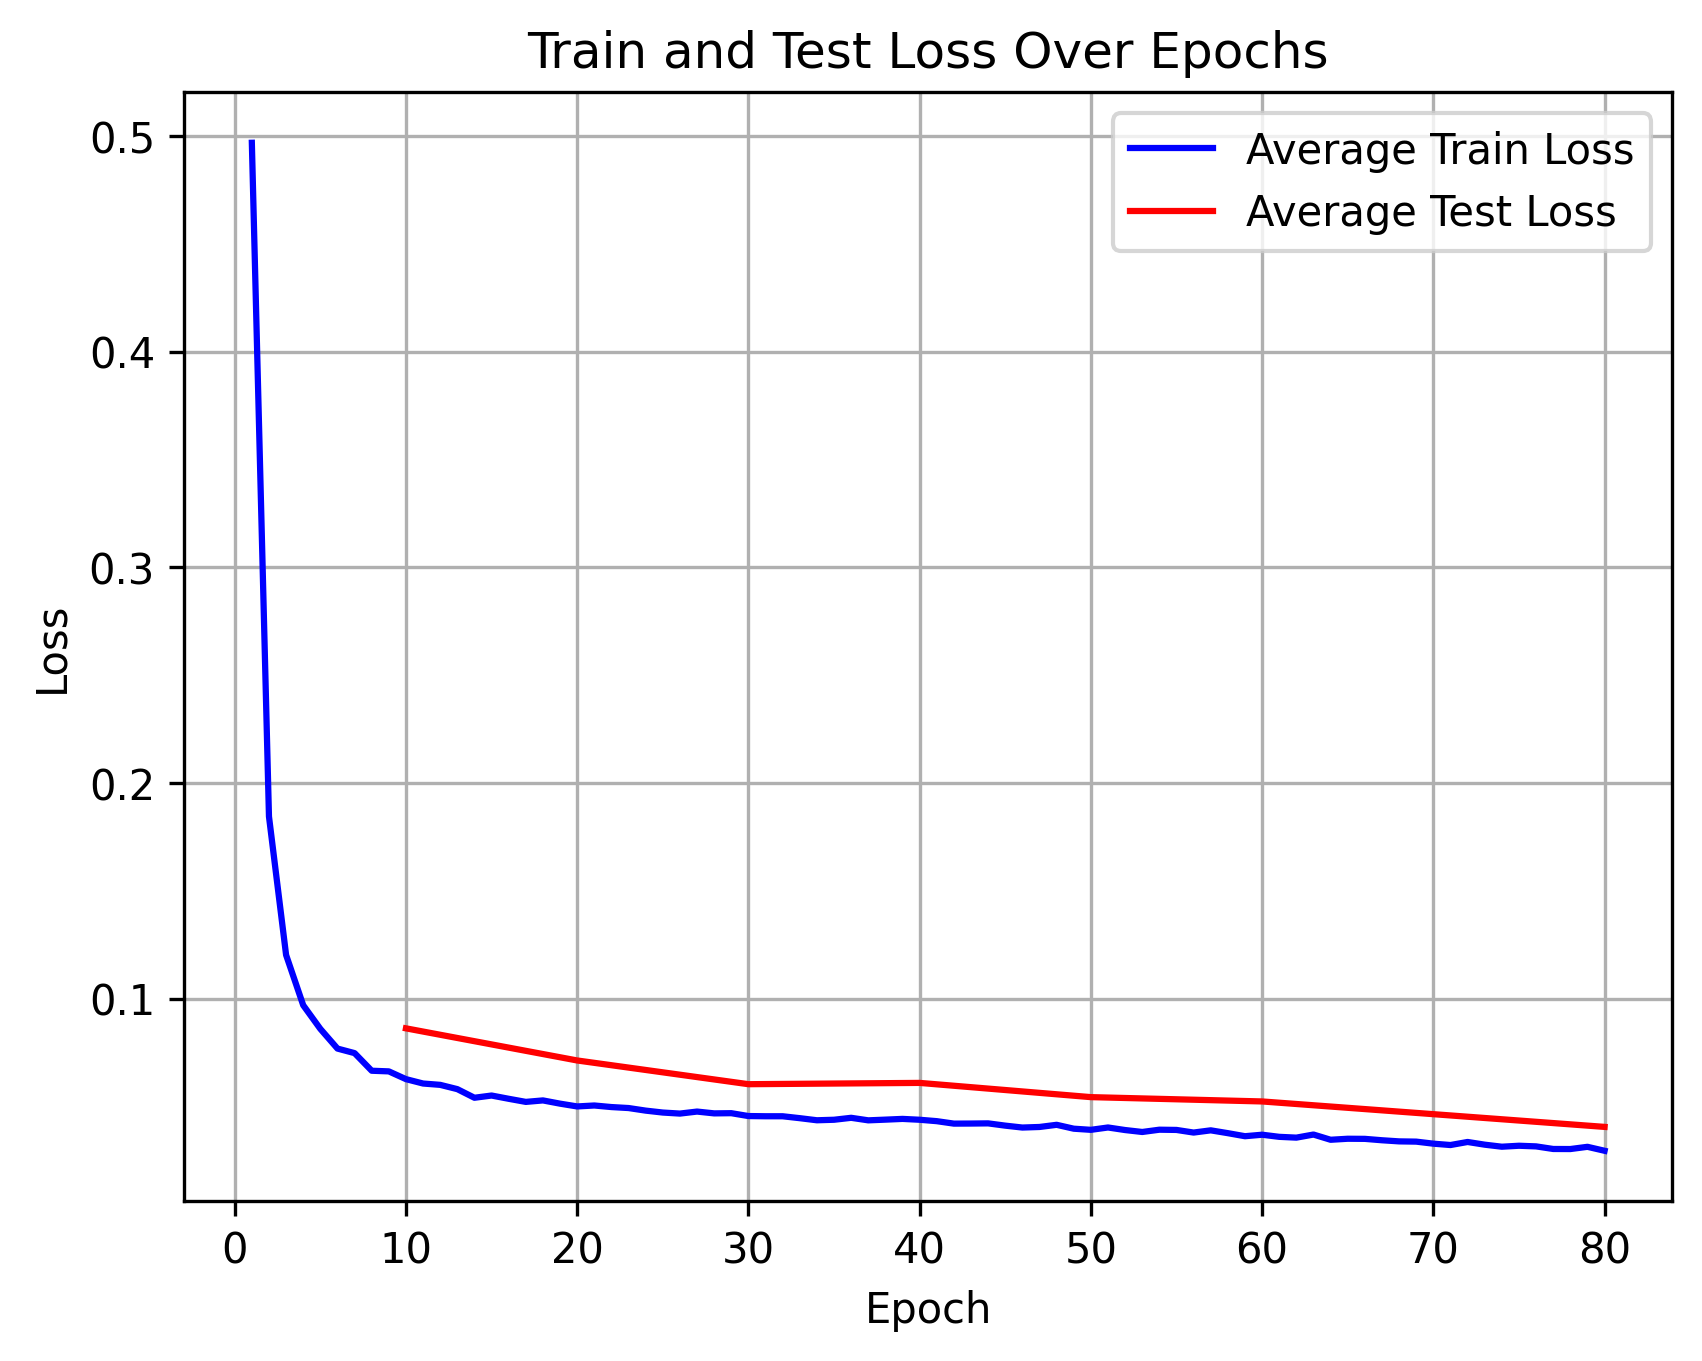 Train and Test Loss Over Epochs
Average Train Loss
Average Test Loss
0.5
0.4
0.3
0.2
0.1
Loss
0 10 20 30 40 50 60 70 80
Epoch